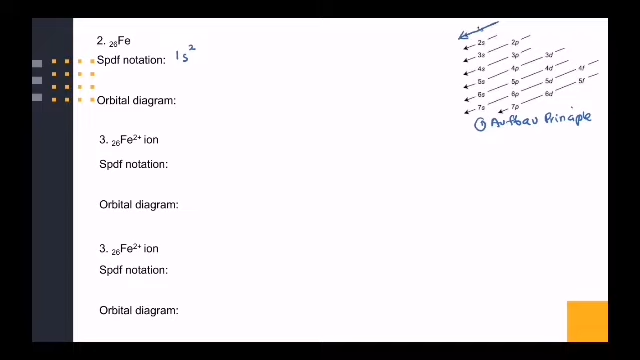 2. ₂₆Fe
Spdf notation: 1s²
Orbital diagram:
3. ₂₆Fe²⁺ ion
Spdf notation:
Orbital diagram:
3. ₂₆Fe²⁺ ion
Spdf notation:
Orbital diagram:
1s
2s 2p
3s 3p 3d
4s 4p 4d 4f
5s 5p 5d 5f
6s 6p 6d
7s 7p
① Aufbau Principle